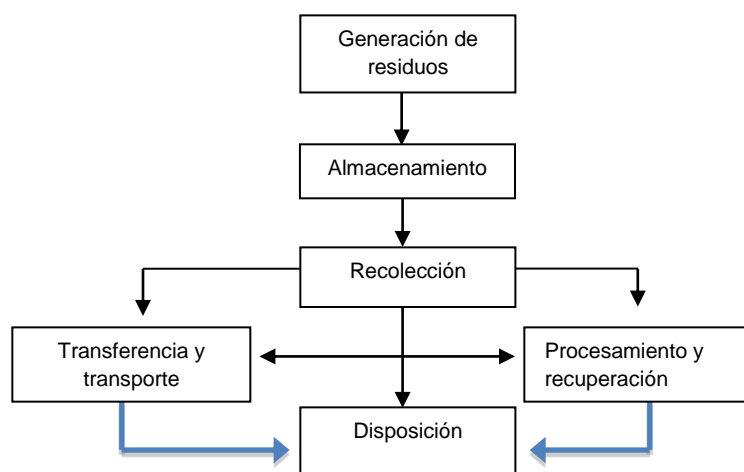 Generación de
residuos
Almacenamiento
Recolección
Transferencia y
transporte
Procesamiento y
recuperación
Disposición